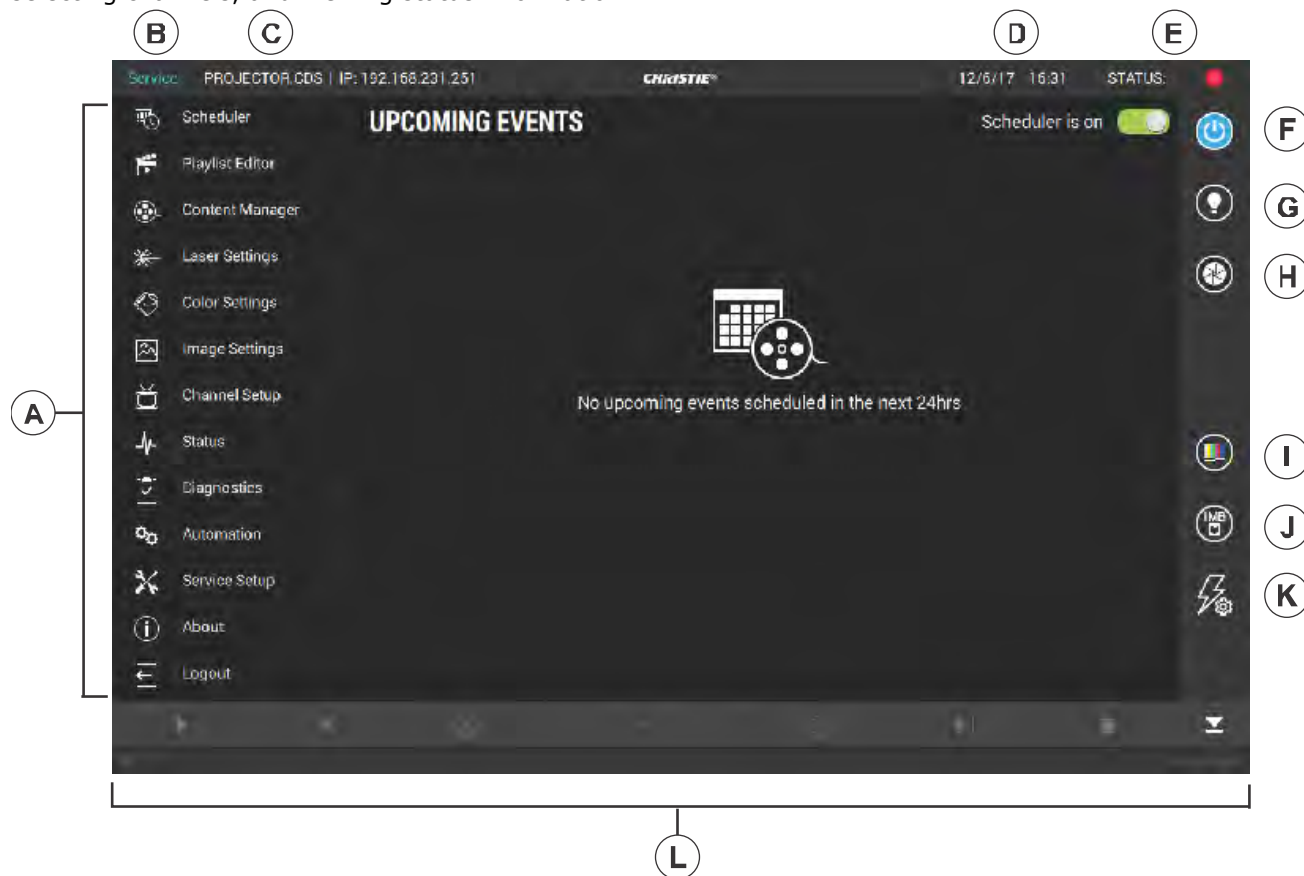 B
C
D
E
Service PROJECTOR.CDS | IP: 192.168.231.251 CHRISTIE® 12/6/17 16:31 STATUS:
Scheduler
UPCOMING EVENTS
Scheduler is on
F
Playlist Editor
Content Manager
G
Laser Settings
H
Color Settings
Image Settings
Channel Setup
No upcoming events scheduled in the next 24hrs
A
Status
I
Diagnostics
Automation
IMB
J
Service Setup
K
About
Logout
L